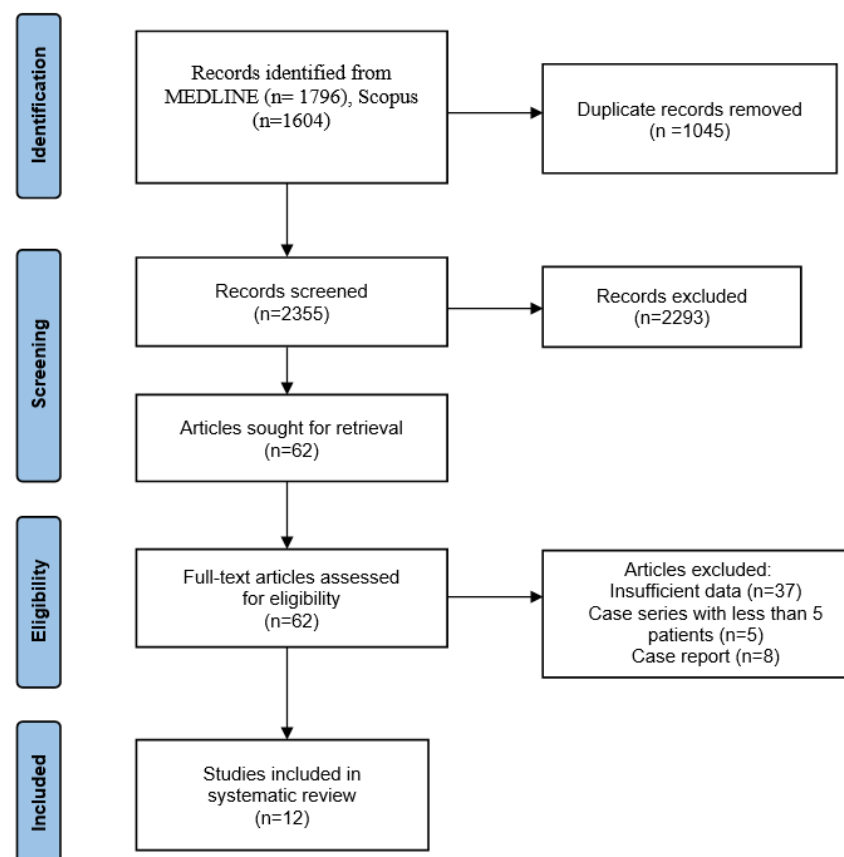 Identification
Records identified from
MEDLINE (n= 1796), Scopus
(n=1604)
Duplicate records removed
(n =1045)
Screening
Records screened
(n=2355)
Records excluded
(n=2293)
Articles sought for retrieval
(n=62)
Eligibility
Full-text articles assessed
for eligibility
(n=62)
Articles excluded:
Insufficient data (n=37)
Case series with less than 5
patients (n=5)
Case report (n=8)
Included
Studies included in
systematic review
(n=12)